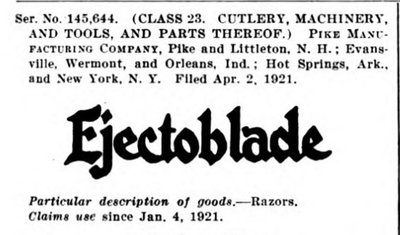 Ser. No. 145,644. (CLASS 23. CUTLERY, MACHINERY,
AND TOOLS, AND PARTS THEREOF.) PIKE MANU-
FACTURING COMPANY, Pike and Littleton, N. H.; Evans-
ville, Wermont, and Orleans, Ind.; Hot Springs, Ark.,
and New York, N. Y. Filed Apr. 2, 1921.
Ejectoblade
Particular description of goods.—Razors.
Claims use since Jan. 4, 1921.